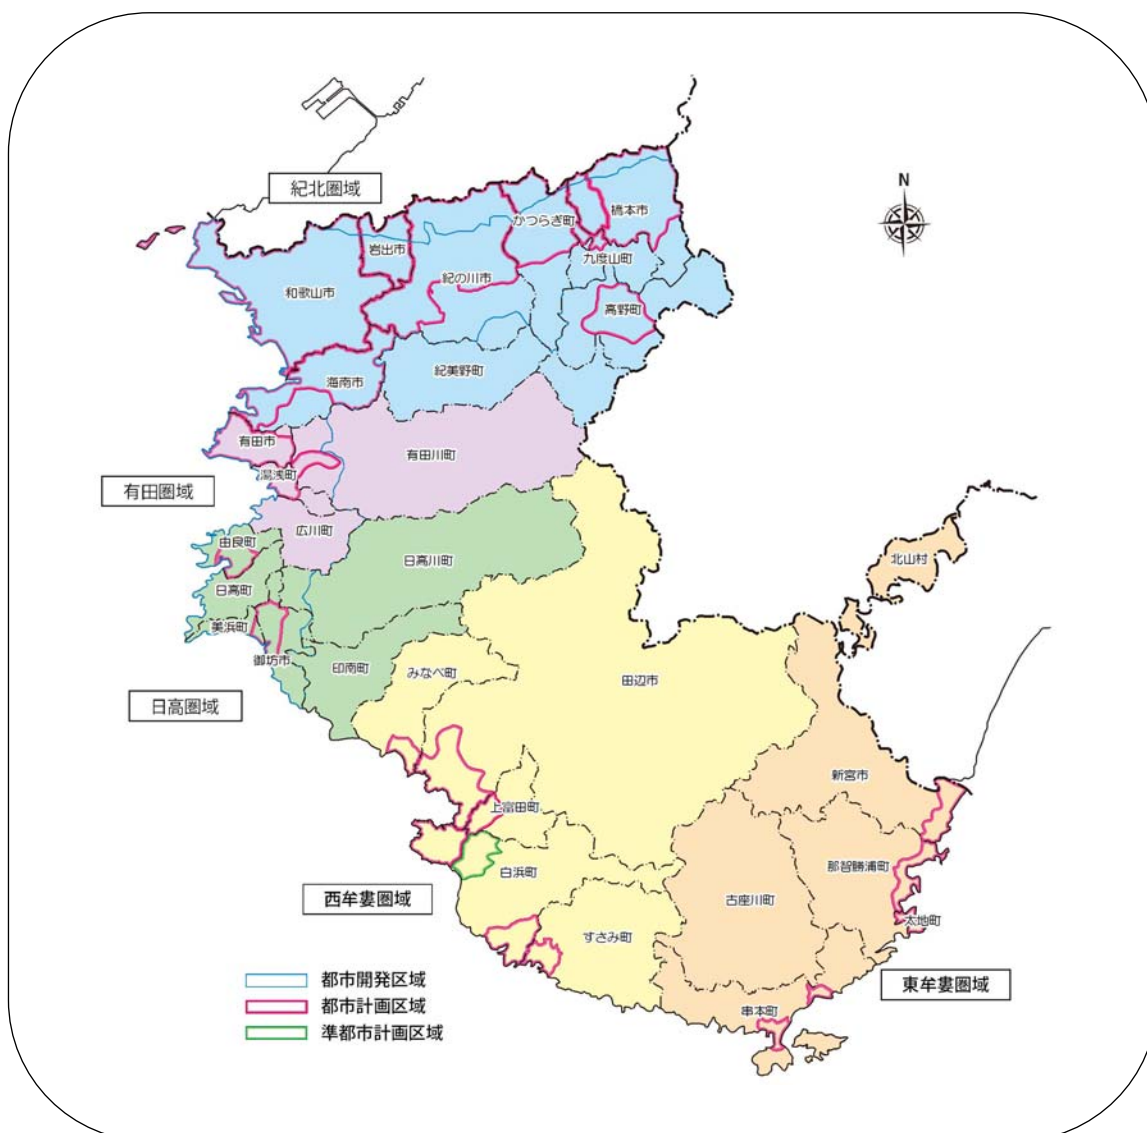 N
紀北圏域
かつらぎ町
橋本市
岩出市
九度山町
紀の川市
和歌山市
高野町
紀美野町
海南市
有田市
有田川町
湯浅町
有田圏域
広川町
由良町
日高川町
北山村
日高町
美浜町
御坊市
印南町
みなべ町
田辺市
日高圏域
新宮市
上富田町
那智勝浦町
白浜町
西牟婁圏域
古座川町
太地町
すさみ町
都市開発区域
東牟婁圏域
都市計画区域
串本町
準都市計画区域